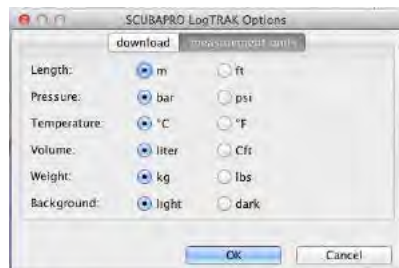 SCUBAPRO LogTRAK Options
download measurement units
Length: m ft
Pressure: bar psi
Temperature: °C °F
Volume: liter Cft
Weight: kg lbs
Background: light dark
OK Cancel